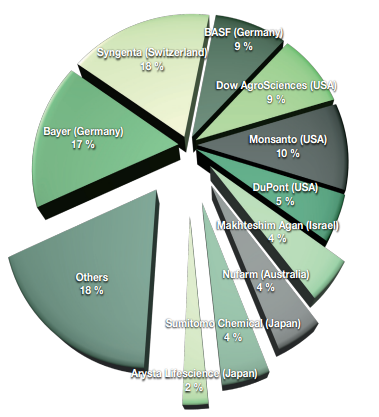 BASF (Germany)
9 %
Syngenta (Switzerland)
18 %
Dow AgroSciences (USA)
9 %
Bayer (Germany)
17 %
Monsanto (USA)
10 %
DuPont (USA)
5 %
Makhteshim Agan (Israel)
4 %
Nufarm (Australia)
4 %
Others
18 %
Sumitomo Chemical (Japan)
4 %
Arysta Lifescience (Japan)
2 %